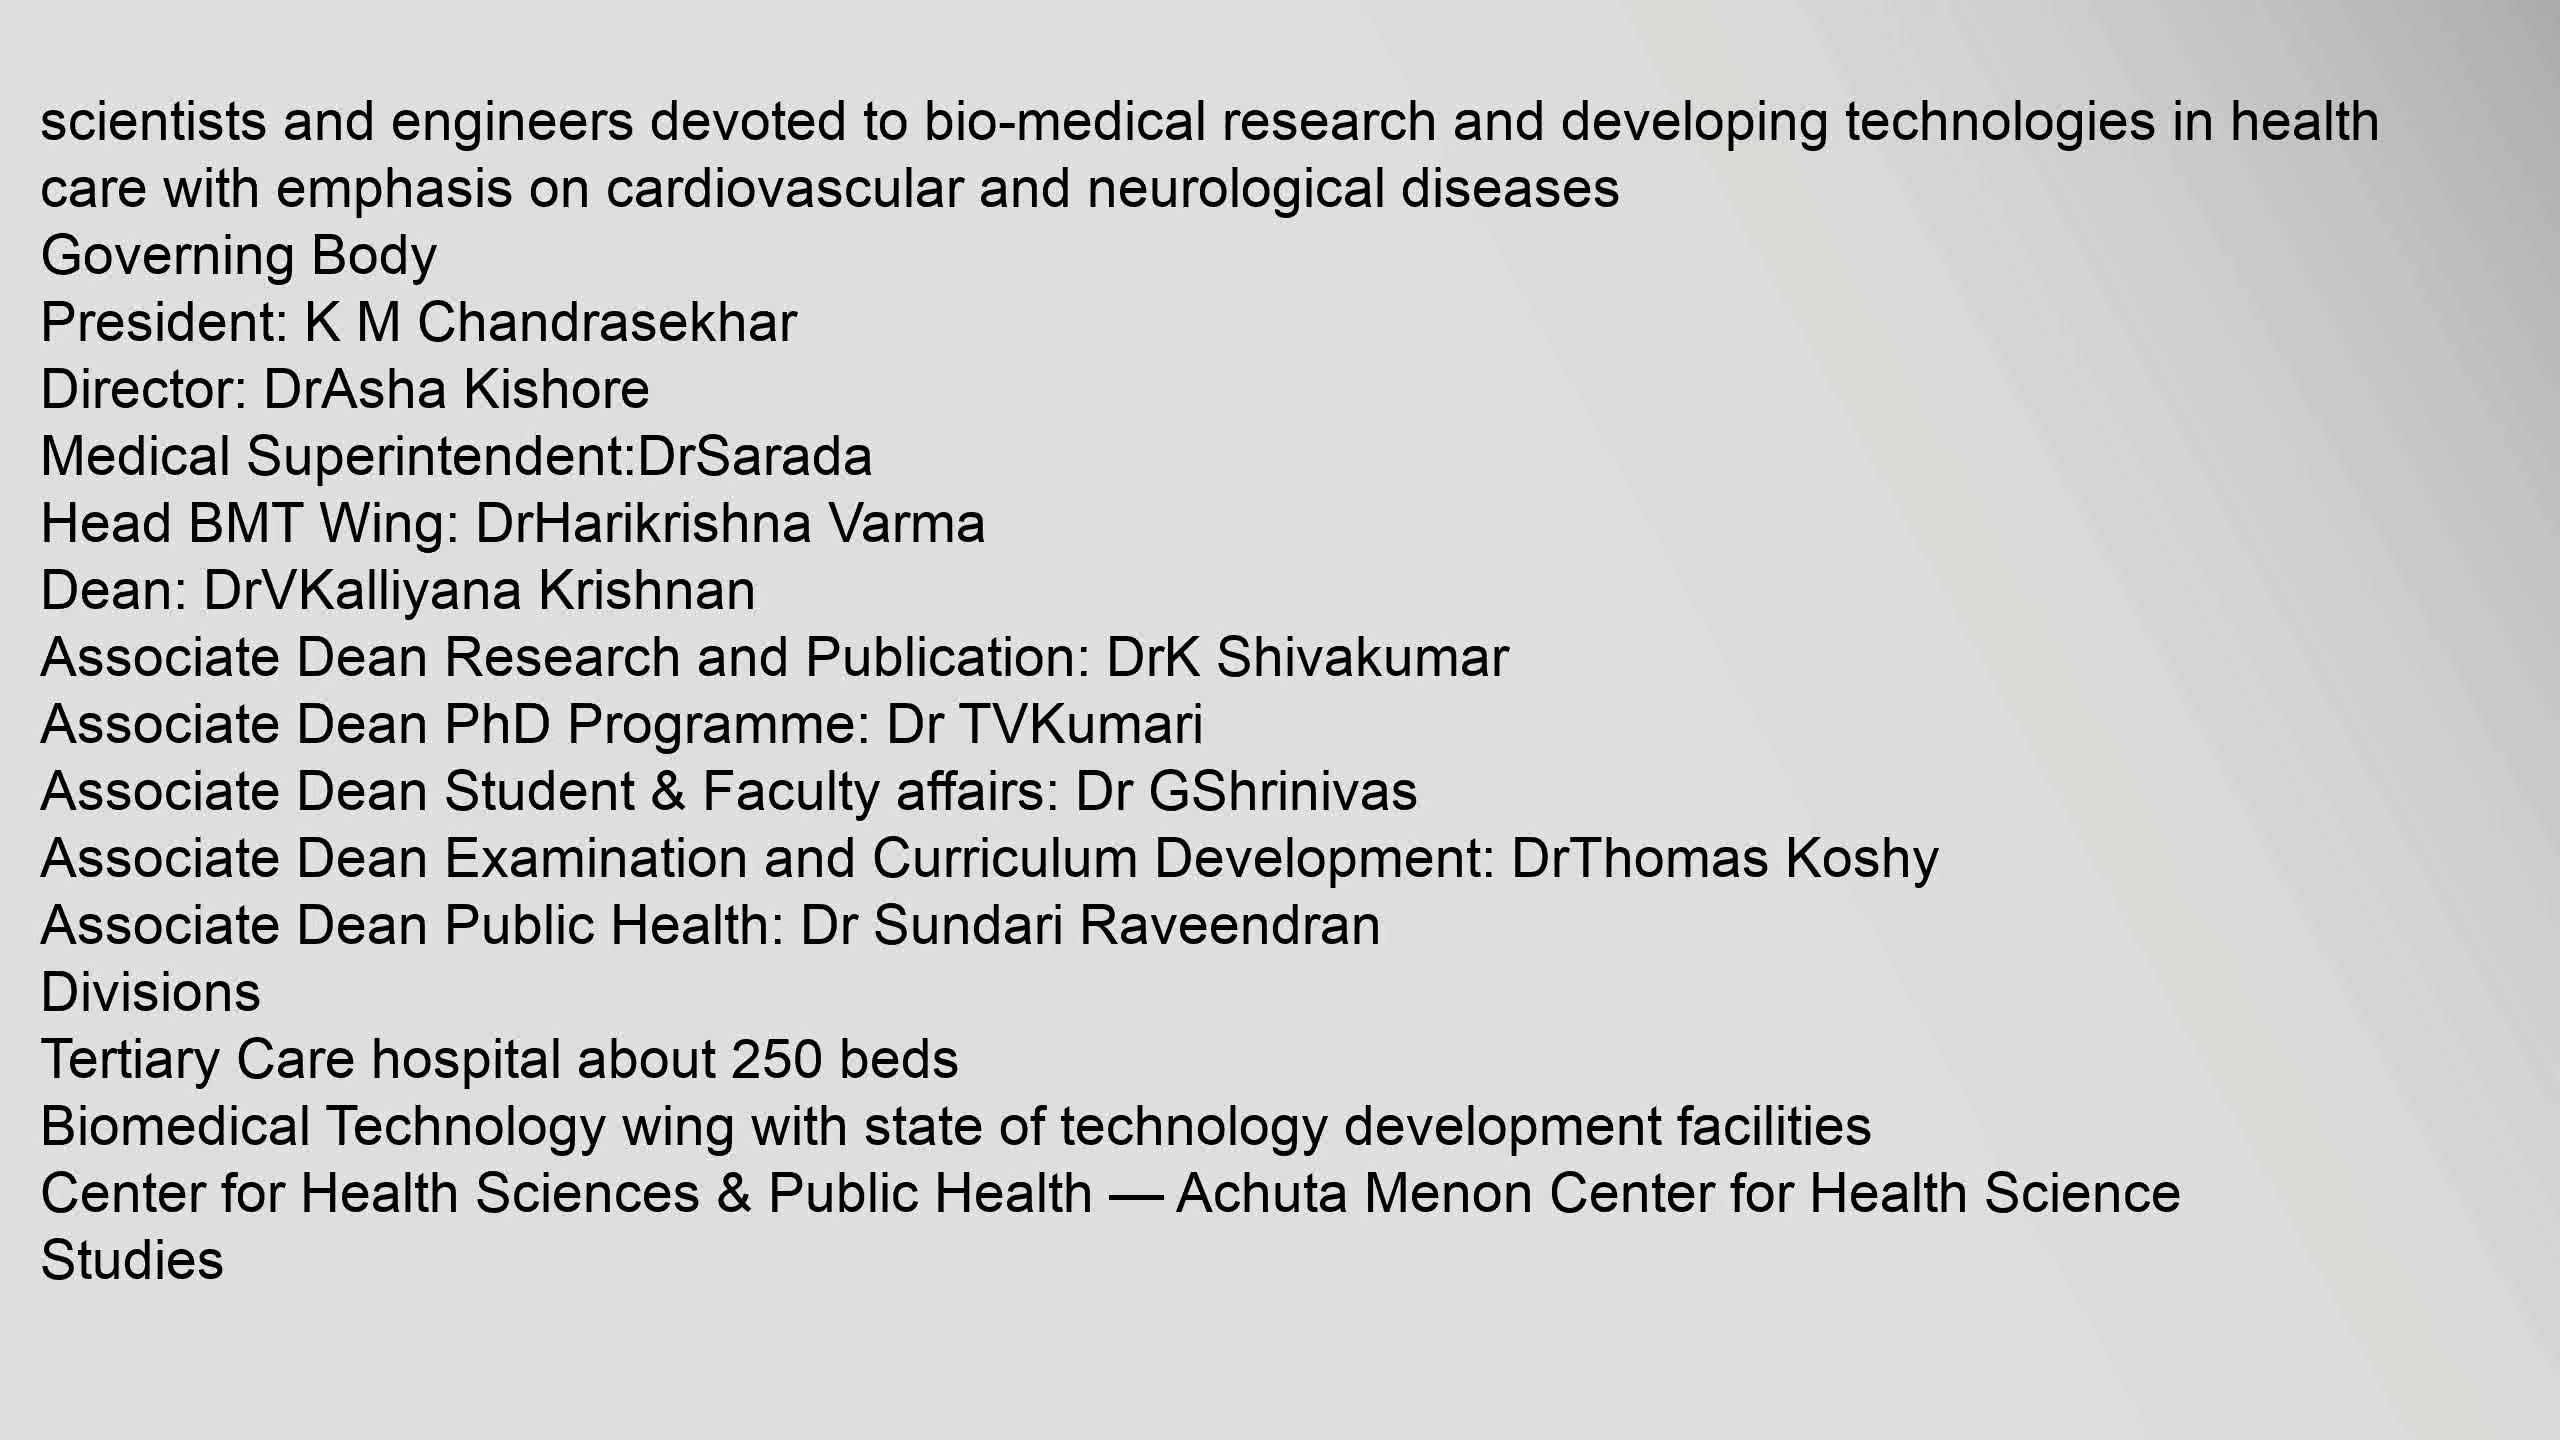 scientists and engineers devoted to bio-medical research and developing technologies in health
care with emphasis on cardiovascular and neurological diseases
Governing Body
President: K M Chandrasekhar
Director: DrAsha Kishore
Medical Superintendent:DrSarada
Head BMT Wing: DrHarikrishna Varma
Dean: DrVKalliyana Krishnan
Associate Dean Research and Publication: DrK Shivakumar
Associate Dean PhD Programme: Dr TVKumari
Associate Dean Student & Faculty affairs: Dr GShrinivas
Associate Dean Examination and Curriculum Development: DrThomas Koshy
Associate Dean Public Health: Dr Sundari Raveendran
Divisions
Tertiary Care hospital about 250 beds
Biomedical Technology wing with state of technology development facilities
Center for Health Sciences & Public Health — Achuta Menon Center for Health Science
Studies